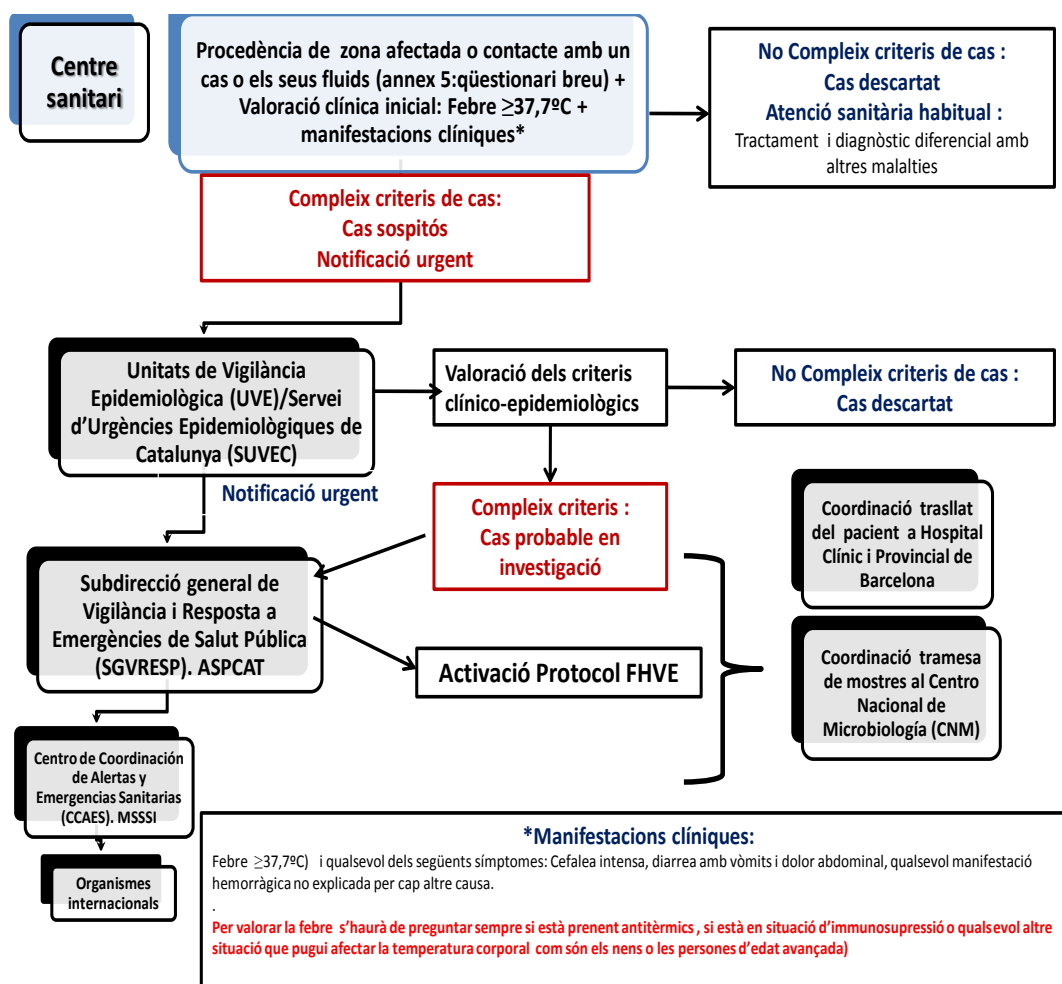 Centre
sanitari
Procedència de zona afectada o contacte amb un
cas o els seus fluids (annex 5:qüestionari breu) +
Valoració clínica inicial: Febre ≥37,7ºC +
manifestacions clíniques*
No Compleix criteris de cas :
Cas descartat
Atenció sanitària habitual :
Tractament i diagnòstic diferencial amb
altres malalties
Compleix criteris de cas:
Cas sospitós
Notificació urgent
Unitats de Vigilància
Epidemiològica (UVE)/Servei
d'Urgències Epidemiològiques de
Catalunya (SUVEC)
Valoració dels criteris
clínico-epidemiològics
No Compleix criteris de cas :
Cas descartat
Notificació urgent
Compleix criteris :
Cas probable en
investigació
Coordinació trasllat
del pacient a Hospital
Clínic i Provincial de
Barcelona
Subdirecció general de
Vigilància i Resposta a
Emergències de Salut Pública
(SGVRESP). ASPCAT
Activació Protocol FHVE
Coordinació tramesa
de mostres al Centro
Nacional de
Microbiología (CNM)
Centro de Coordinación
de Alertas y
Emergencias Sanitarias
(CCAES). MSSSI
Organismes
internacionals
*Manifestacions clíniques:
Febre ≥37,7ºC) i qualsevol dels següents símptomes: Cefalea intensa, diarrea amb vòmits i dolor abdominal, qualsevol manifestació
hemorràgica no explicada per cap altre causa.
.
Per valorar la febre s'haurà de preguntar sempre si està prenent antitèrmics , si està en situació d'immunosupressió o qualsevol altre
situació que pugui afectar la temperatura corporal com són els nens o les persones d'edat avançada)